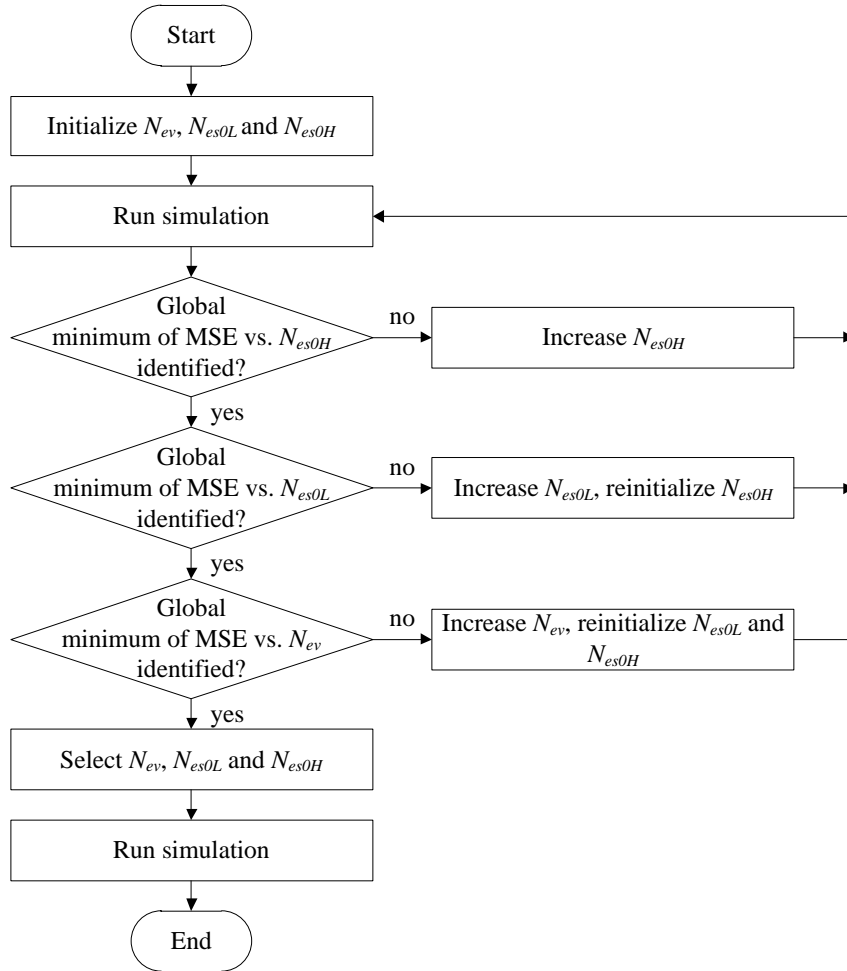 Start
Initialize N_ev, N_es0L and N_es0H
Run simulation
Global
minimum of MSE vs. N_es0H
identified?
no
Increase N_es0H
yes
Global
minimum of MSE vs. N_es0L
identified?
no
Increase N_es0L, reinitialize N_es0H
yes
Global
minimum of MSE vs. N_ev
identified?
no
Increase N_ev, reinitialize N_es0L and
N_es0H
yes
Select N_ev, N_es0L and N_es0H
Run simulation
End